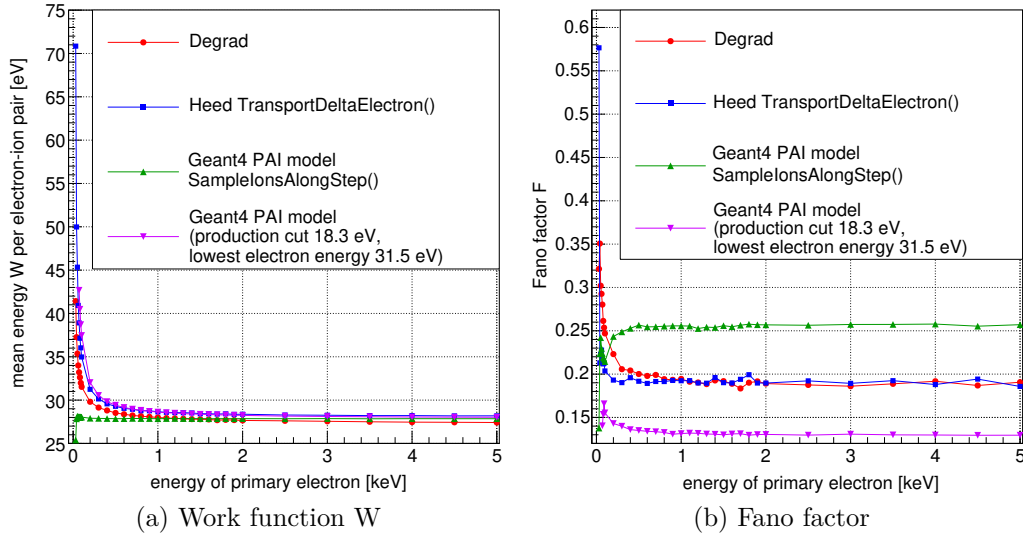 mean energy W per electron-ion pair [eV]
75
70
65
60
55
50
45
40
35
30
25
Degrad
Heed TransportDeltaElectron()
Geant4 PAI model
SampleIonsAlongStep()
Geant4 PAI model
(production cut 18.3 eV,
lowest electron energy 31.5 eV)
0 1 2 3 4 5
energy of primary electron [keV]
(a) Work function W
Fano factor F
0.6
0.55
0.5
0.45
0.4
0.35
0.3
0.25
0.2
0.15
Degrad
Heed TransportDeltaElectron()
Geant4 PAI model
SampleIonsAlongStep()
Geant4 PAI model
(production cut 18.3 eV,
lowest electron energy 31.5 eV)
0 1 2 3 4 5
energy of primary electron [keV]
(b) Fano factor